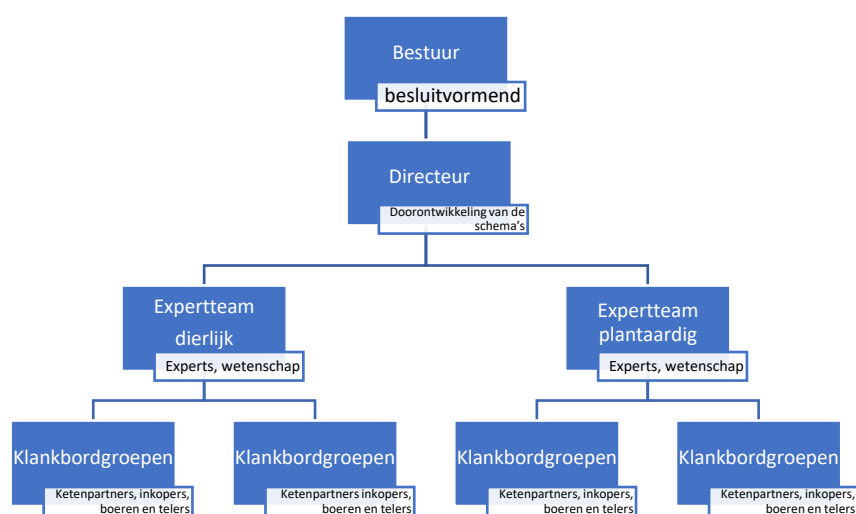 Bestuur
besluitvormend
Directeur
Doorontwikkeling van de
schema's
Expertteam
dierlijk
Experts, wetenschap
Expertteam
plantaardig
Experts, wetenschap
Klankbordgroepen
Ketenpartners, inkopers,
boeren en telers
Klankbordgroepen
Ketenpartners inkopers,
boeren en telers
Klankbordgroepen
Ketenpartners, inkopers,
boeren en telers
Klankbordgroepen
Ketenpartners, inkopers,
boeren en telers